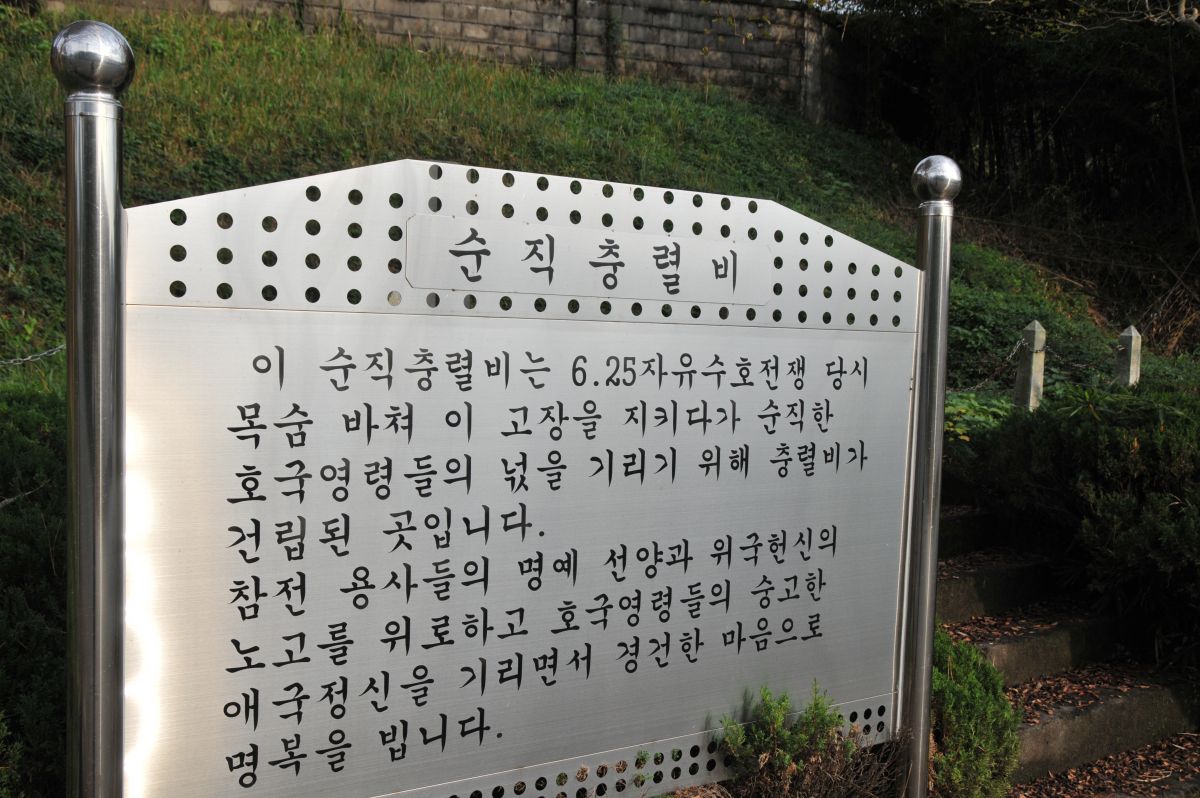 순직충렬비
이 순직충렬비는 6.25자유수호전쟁 당시
목숨 바쳐 이 고장을 지키다가 순직한
호국영령들의 넋을 기리기 위해 충렬비가
건립된 곳입니다.
참전 용사들의 명예 선양과 위국헌신의
노고를 위로하고 호국영령들의 숭고한
애국정신을 기리면서 경건한 마음으로
명복을 빕니다.